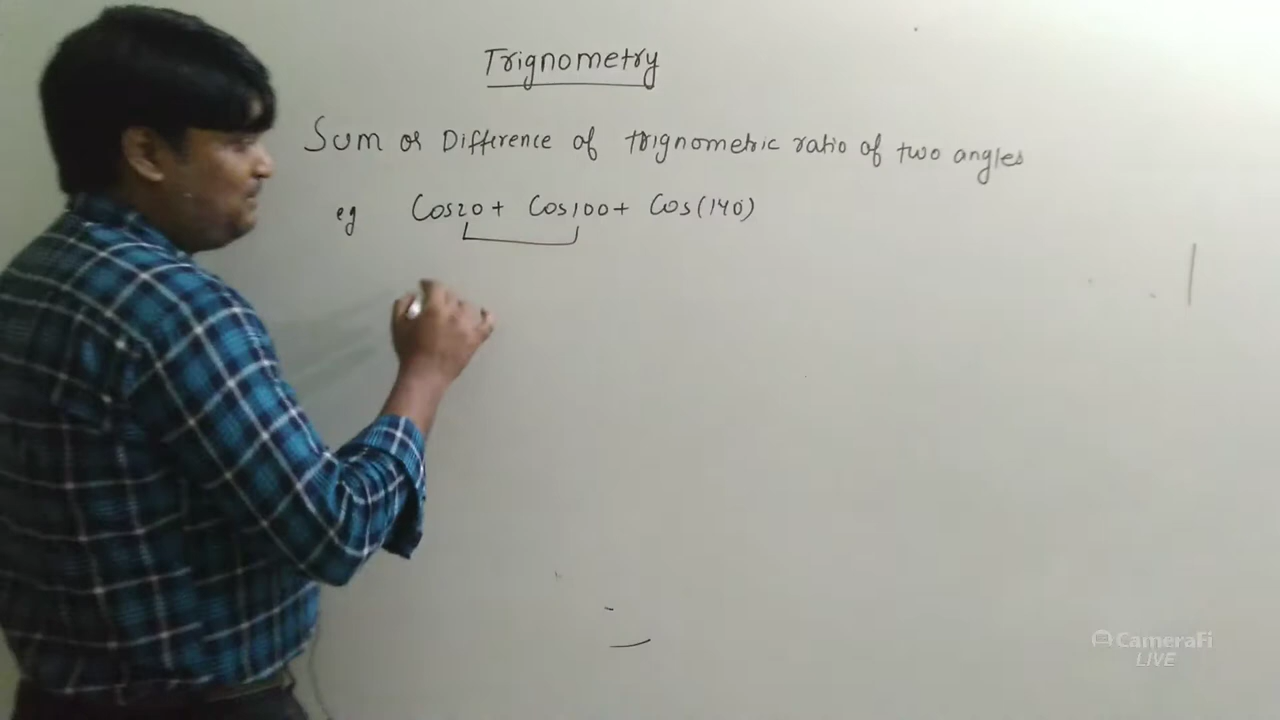 Trignometry
Sum or Difference of trignometric ratio of two angles
eg Cos20 + Cos100 + Cos(140)
CameraFi
LIVE